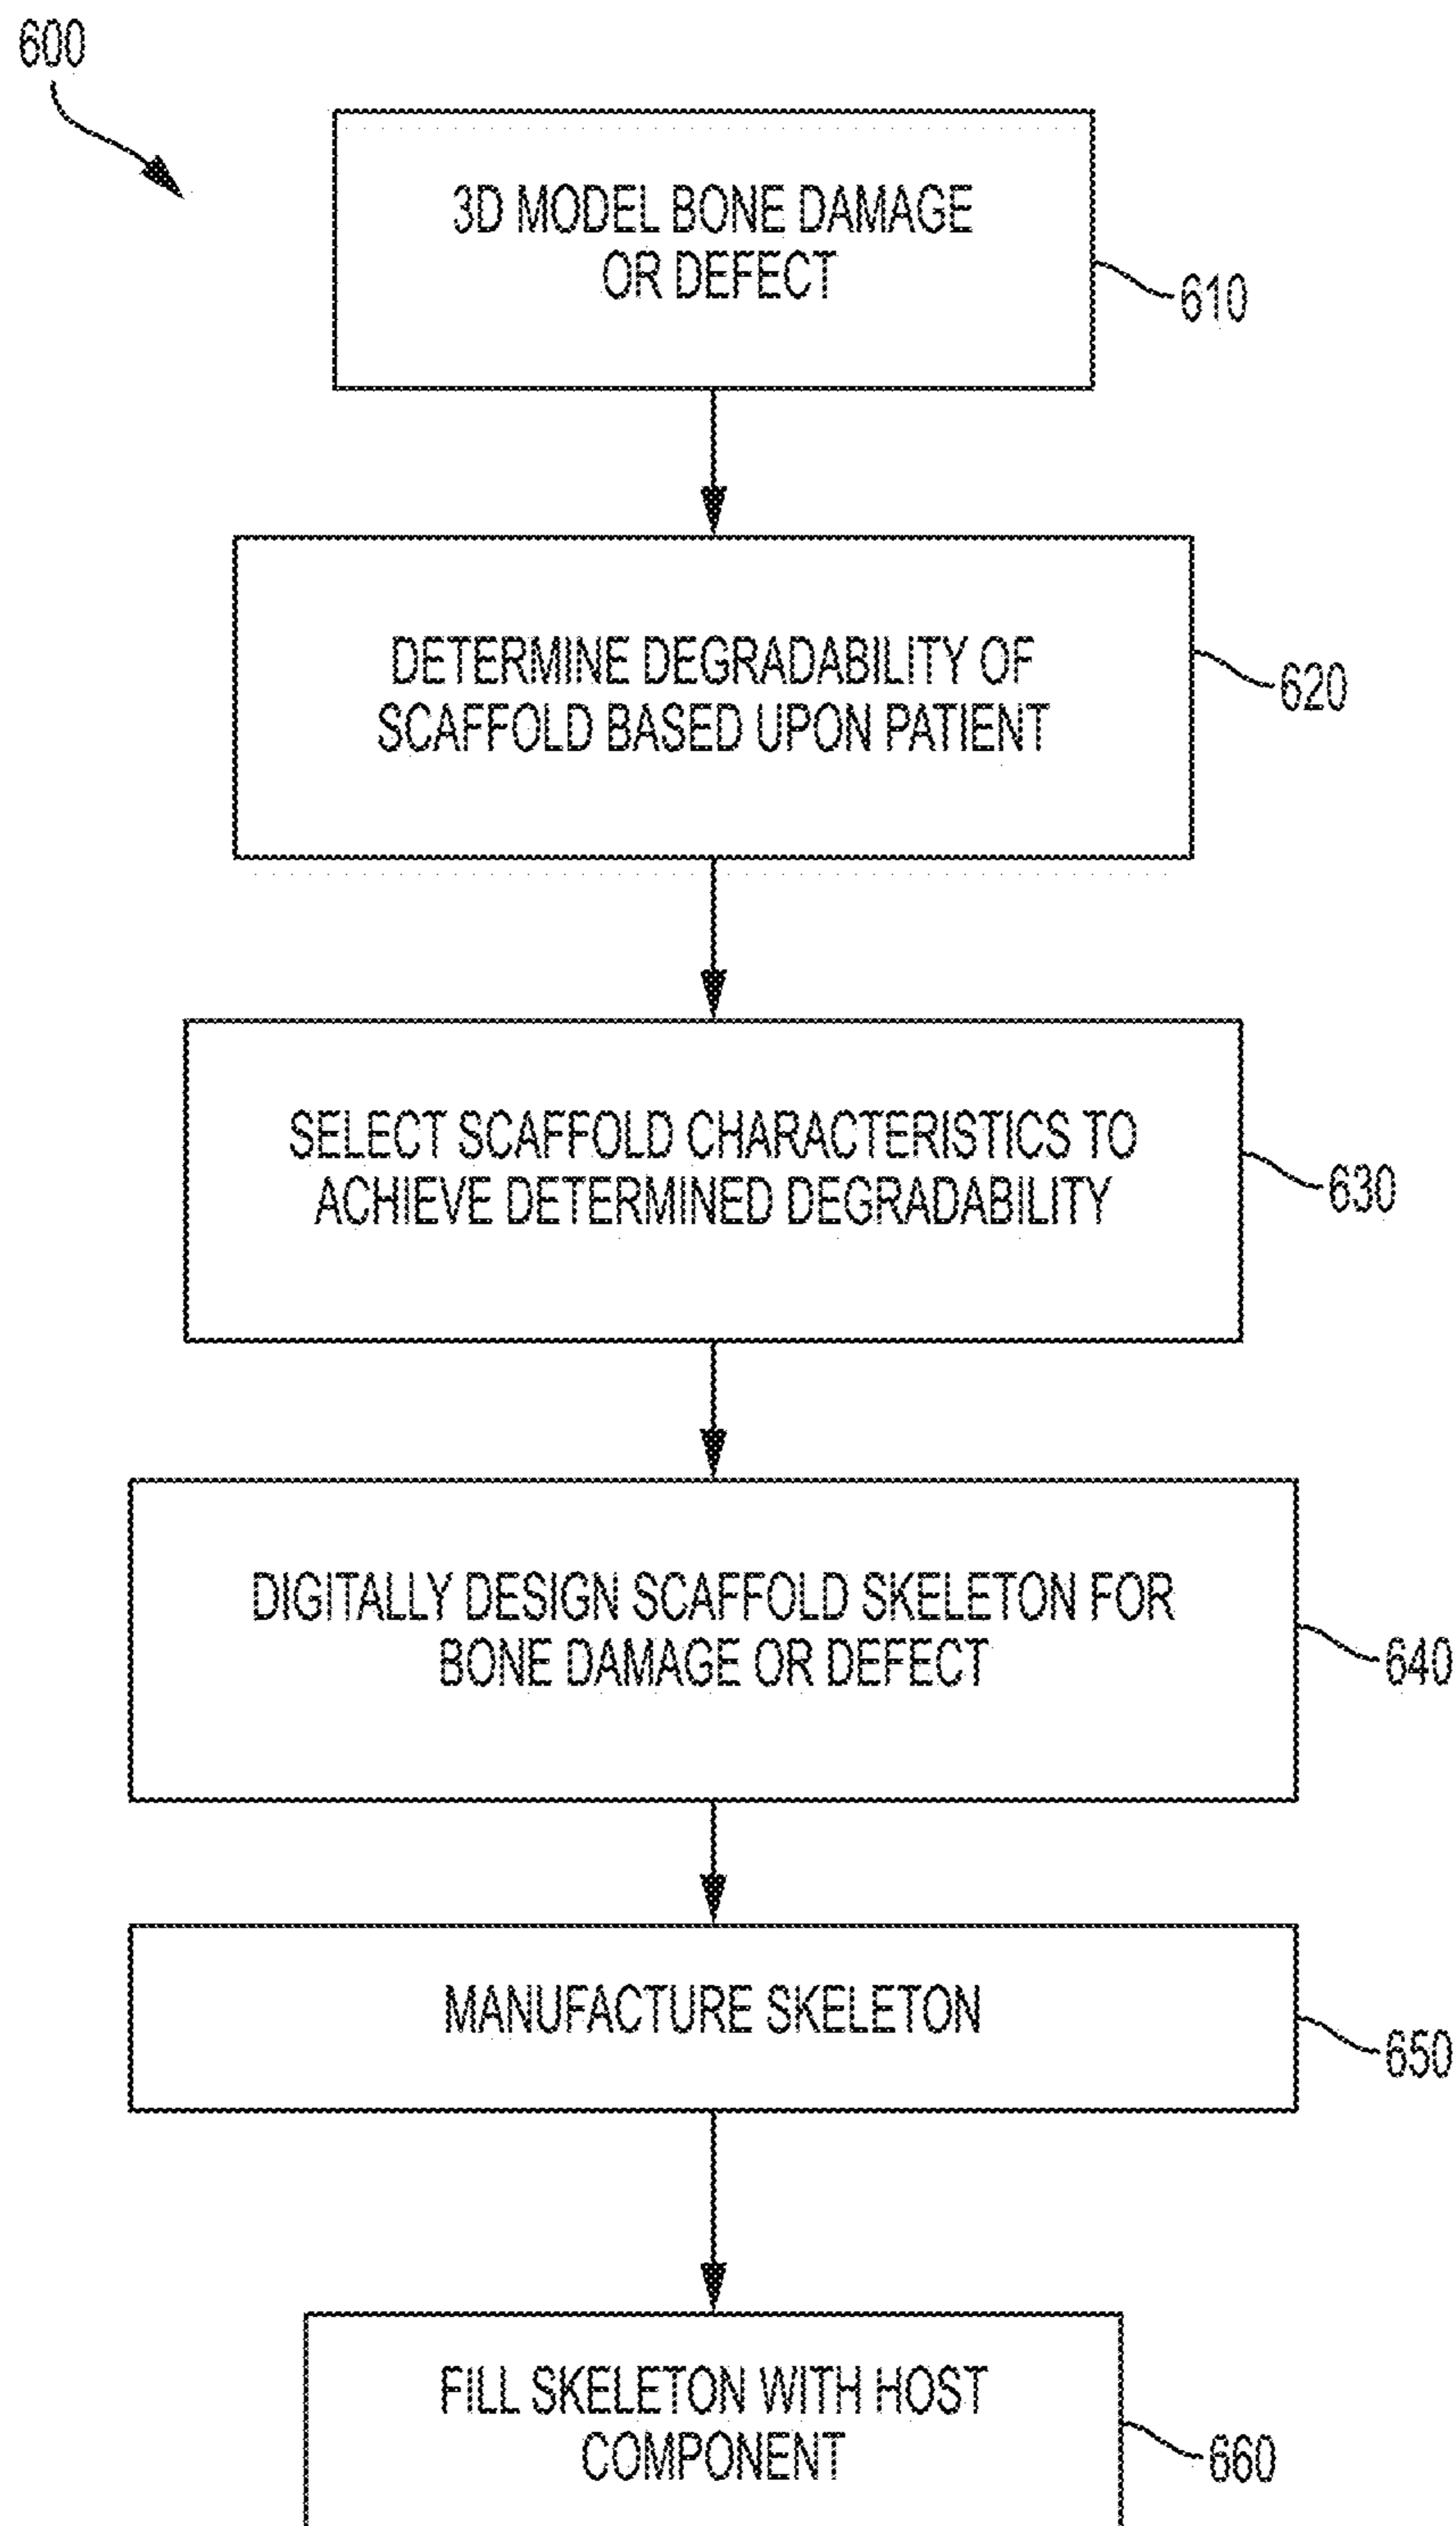 600
3D MODEL BONE DAMAGE
OR DEFECT
610
DETERMINE DEGRADABILITY OF
SCAFFOLD BASED UPON PATIENT
620
SELECT SCAFFOLD CHARACTERISTICS TO
ACHIEVE DETERMINED DEGRADABILITY
630
DIGITALLY DESIGN SCAFFOLD SKELETON FOR
BONE DAMAGE OR DEFECT
640
MANUFACTURE SKELETON
650
FILL SKELETON WITH HOST
COMPONENT
660